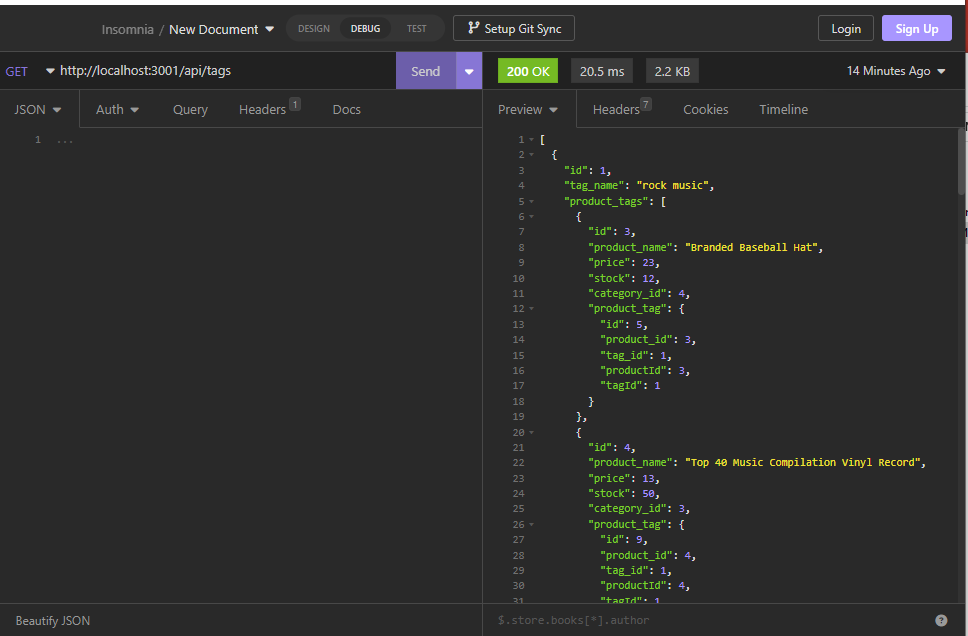 Insomnia / New Document DESIGN DEBUG TEST Setup Git Sync Login Sign Up
GET http://localhost:3001/api/tags Send 200 OK 20.5 ms 2.2 KB 14 Minutes Ago
JSON Auth Query Headers 1 Docs Preview Headers 7 Cookies Timeline
1 ...
1 [
2 {
3 "id": 1,
4 "tag_name": "rock music",
5 "product_tags": [
6 {
7 "id": 3,
8 "product_name": "Branded Baseball Hat",
9 "price": 23,
10 "stock": 12,
11 "category_id": 4,
12 "product_tag": {
13 "id": 5,
14 "product_id": 3,
15 "tag_id": 1,
16 "productId": 3,
17 "tagId": 1
18 }
19 },
20 {
21 "id": 4,
22 "product_name": "Top 40 Music Compilation Vinyl Record",
23 "price": 13,
24 "stock": 50,
25 "category_id": 3,
26 "product_tag": {
27 "id": 9,
28 "product_id": 4,
29 "tag_id": 1,
30 "productId": 4,
31 "tagId": 1
Beautify JSON $.store.books[*].author ?